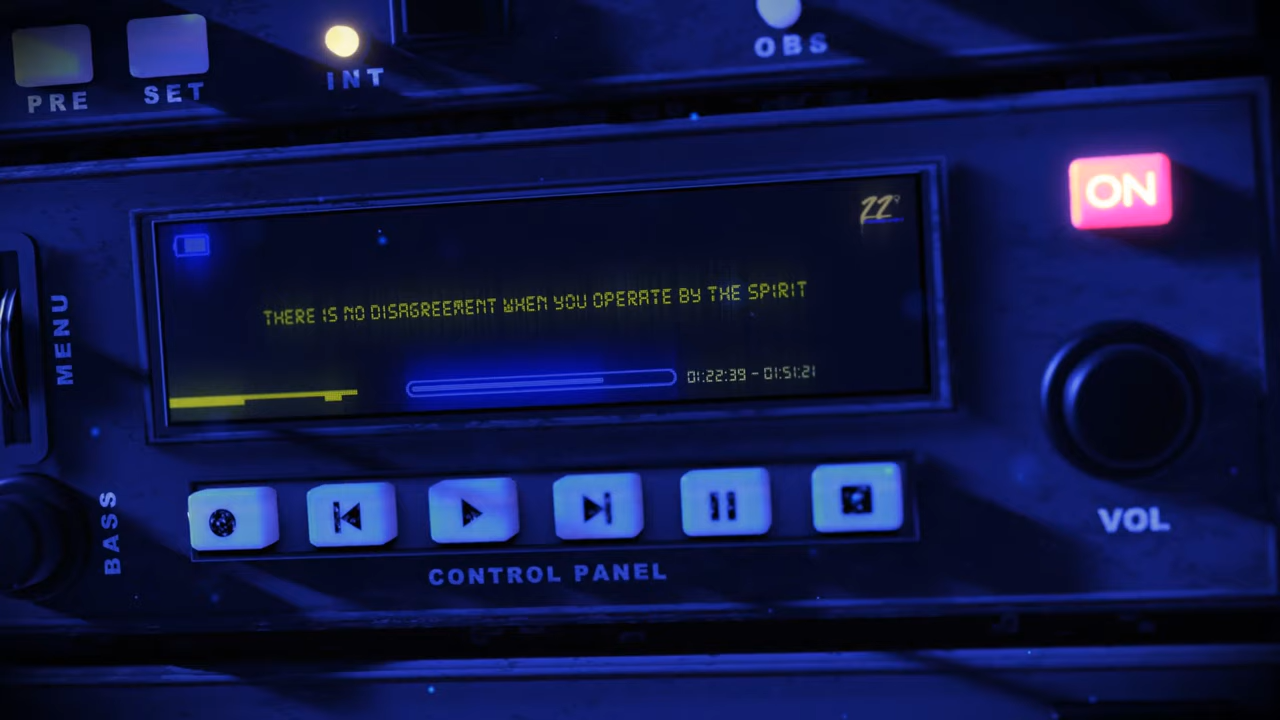 PRE
SET
INT
OBS
ON
22°
MENU
THERE IS NO DISAGREEMENT WHEN YOU OPERATE BY THE SPIRIT
01:22:39 - 01:51:21
BASS
VOL
CONTROL PANEL